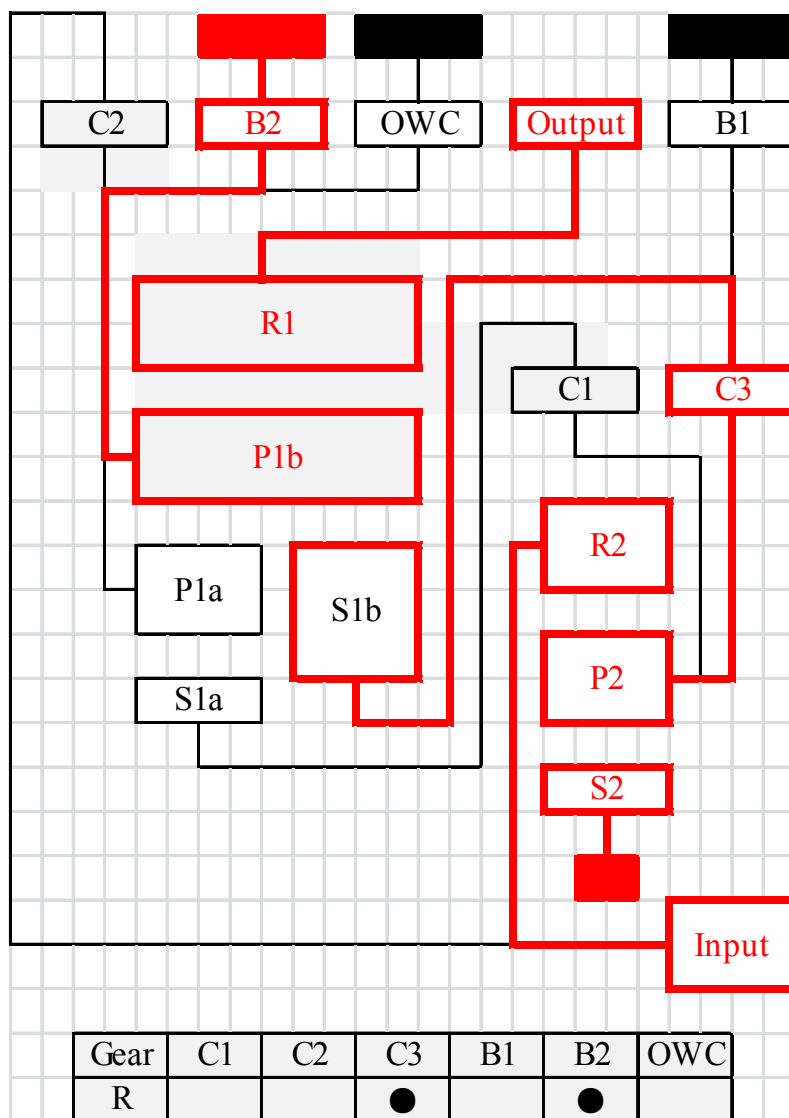 C2 B2 OWC Output B1
R1
C1 C3
P1b
R2
P1a S1b
P2
S1a
S2
Input
Gear C1 C2 C3 B1 B2 OWC
R ● ●